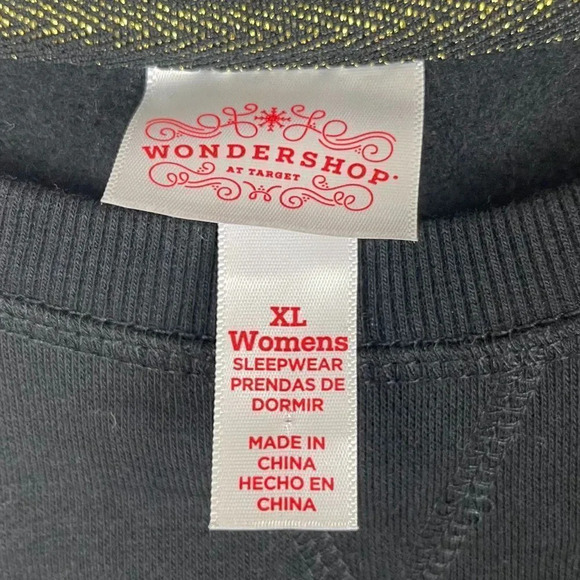 WONDERSHOP
AT TARGET
XL
Womens
SLEEPWEAR
PRENDAS DE
DORMIR
MADE IN
CHINA
HECHO EN
CHINA